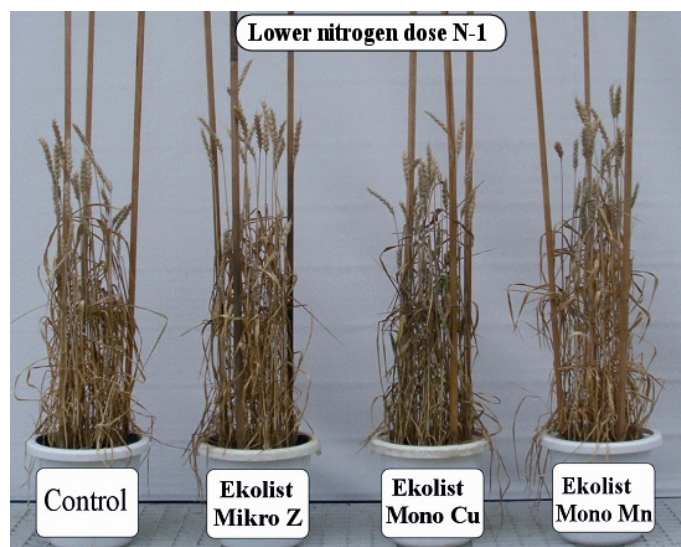 Lower nitrogen dose N-1
Control
Ekolist
Mikro Z
Ekolist
Mono Cu
Ekolist
Mono Mn